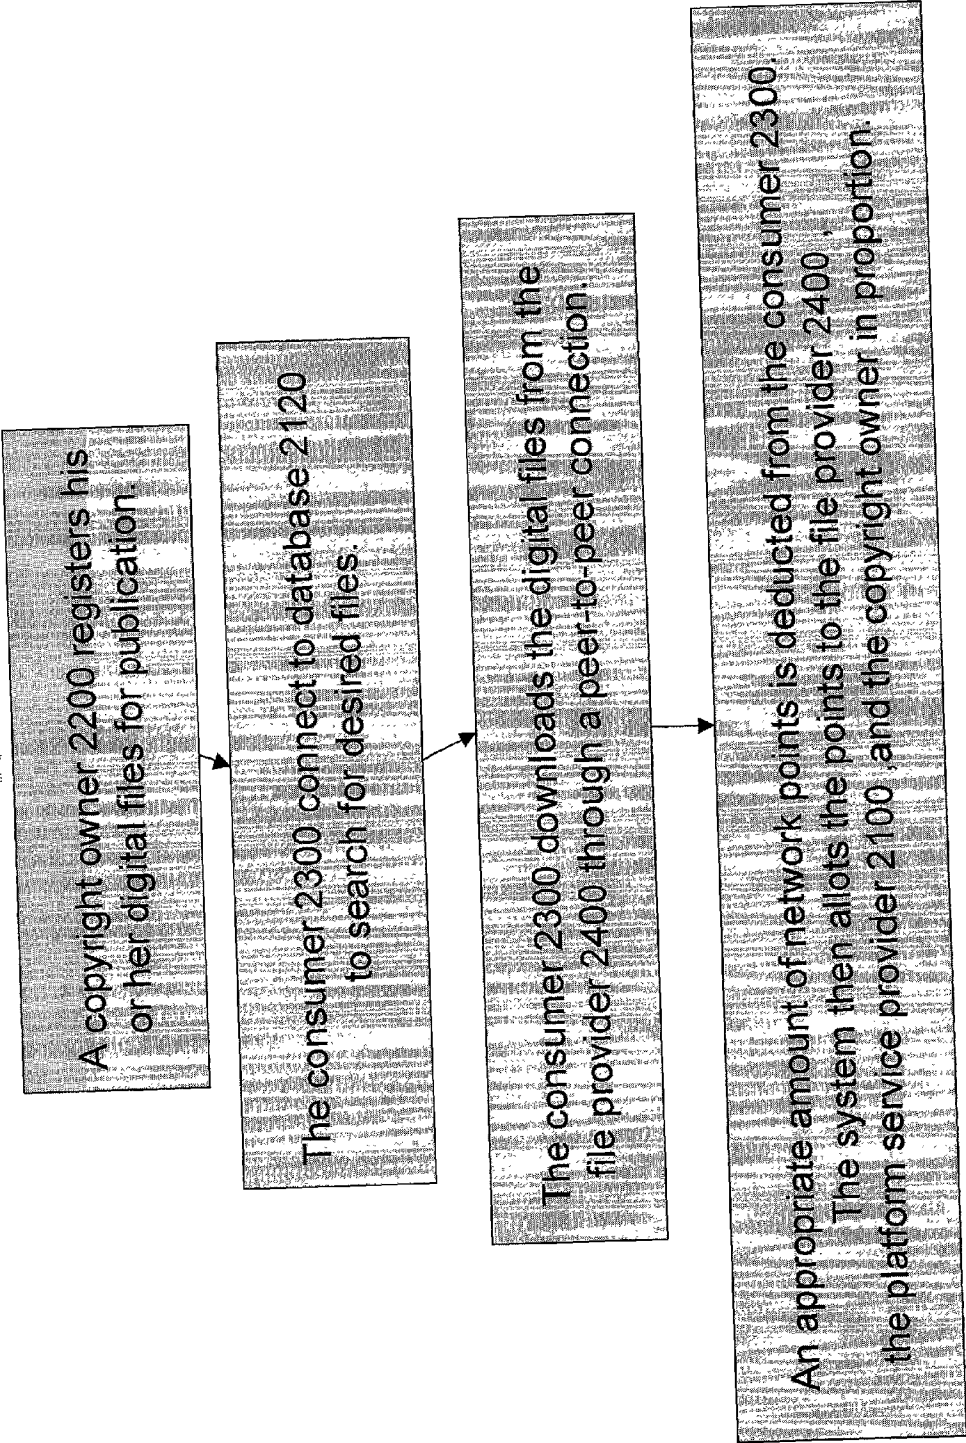 A copyright owner 2200 registers his
or her digital files for publication.
The consumer 2300 connect to database 2120
to search for desired files.
The consumer 2300 downloads the digital files from the
file provider 2400 through a peer-to-peer connection.
An appropriate amount of network points is deducted from the consumer 2300.
The system then allots the points to the file provider 2400 ,
the platform service provider 2100 ,and the copyright owner in proportion.